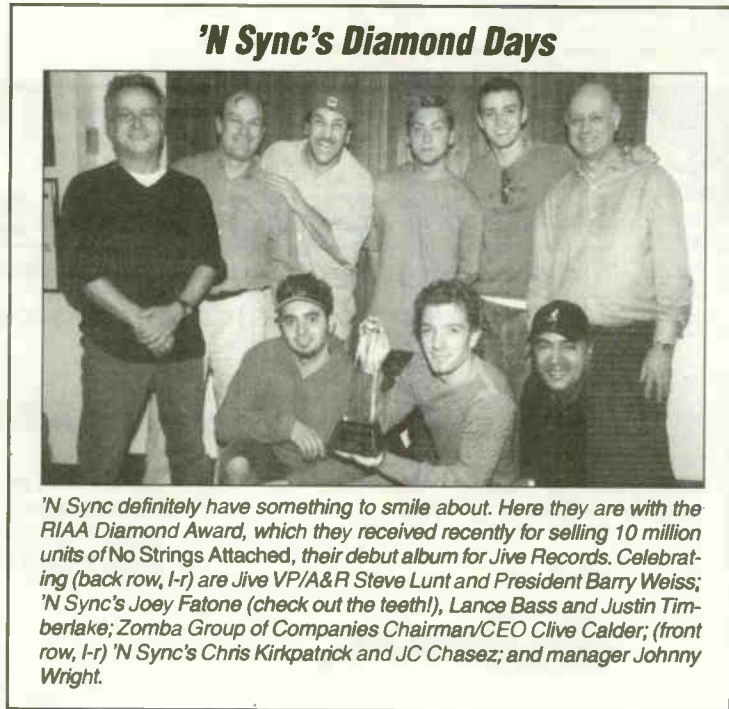 'N Sync's Diamond Days
'N Sync definitely have something to smile about. Here they are with the
RIAA Diamond Award, which they received recently for selling 10 million
units of No Strings Attached, their debut album for Jive Records. Celebrat-
ing (back row, l-r) are Jive VP/A&R Steve Lunt and President Barry Weiss;
'N Sync's Joey Fatone (check out the teeth!), Lance Bass and Justin Tim-
berlake; Zomba Group of Companies Chairman/CEO Clive Calder; (front
row, l-r) 'N Sync's Chris Kirkpatrick and JC Chasez; and manager Johnny
Wright.